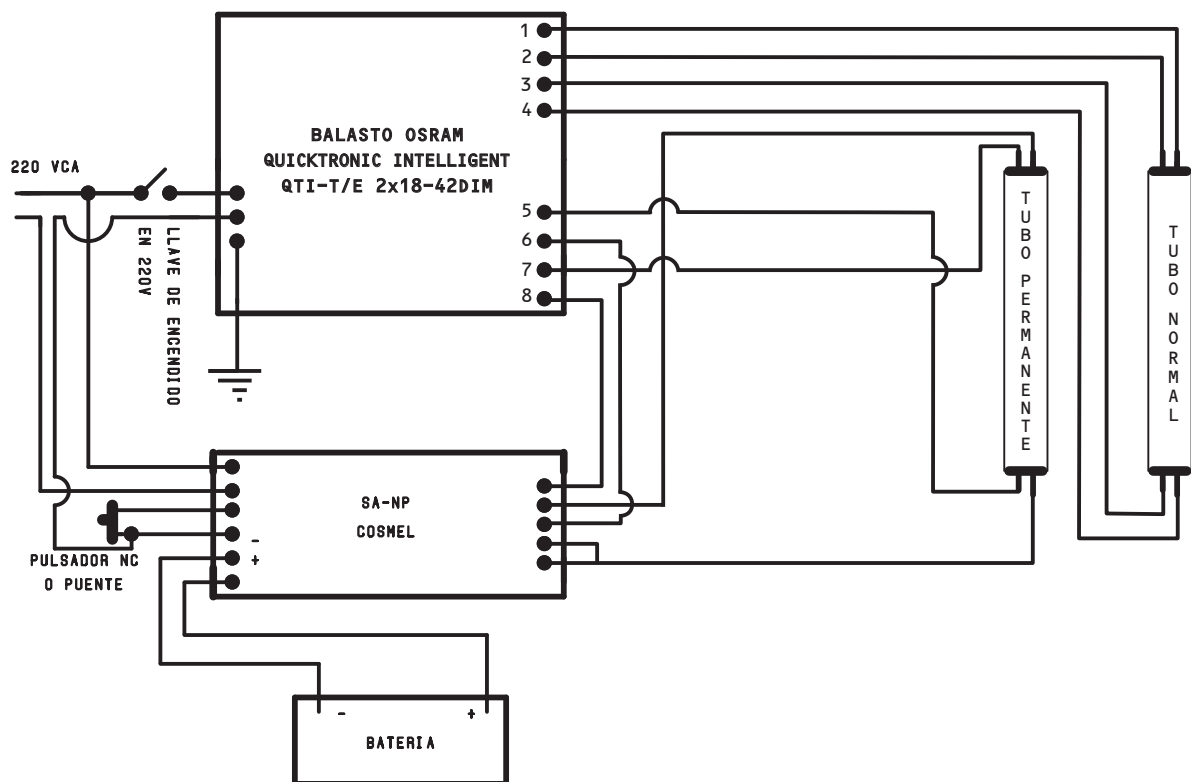 1
2
3
4
BALASTO OSRAM
QUICKTRONIC INTELLIGENT
QTI-T/E 2x18-42DIM
220 VCA
5
6
7
8
LLAVE DE ENCENDIDO
EN 220V
TUBO PERMANENTE
TUBO NORMAL
SA-NP
COSMEL
-
+
PULSADOR NC
O PUENTE
-
+
BATERIA